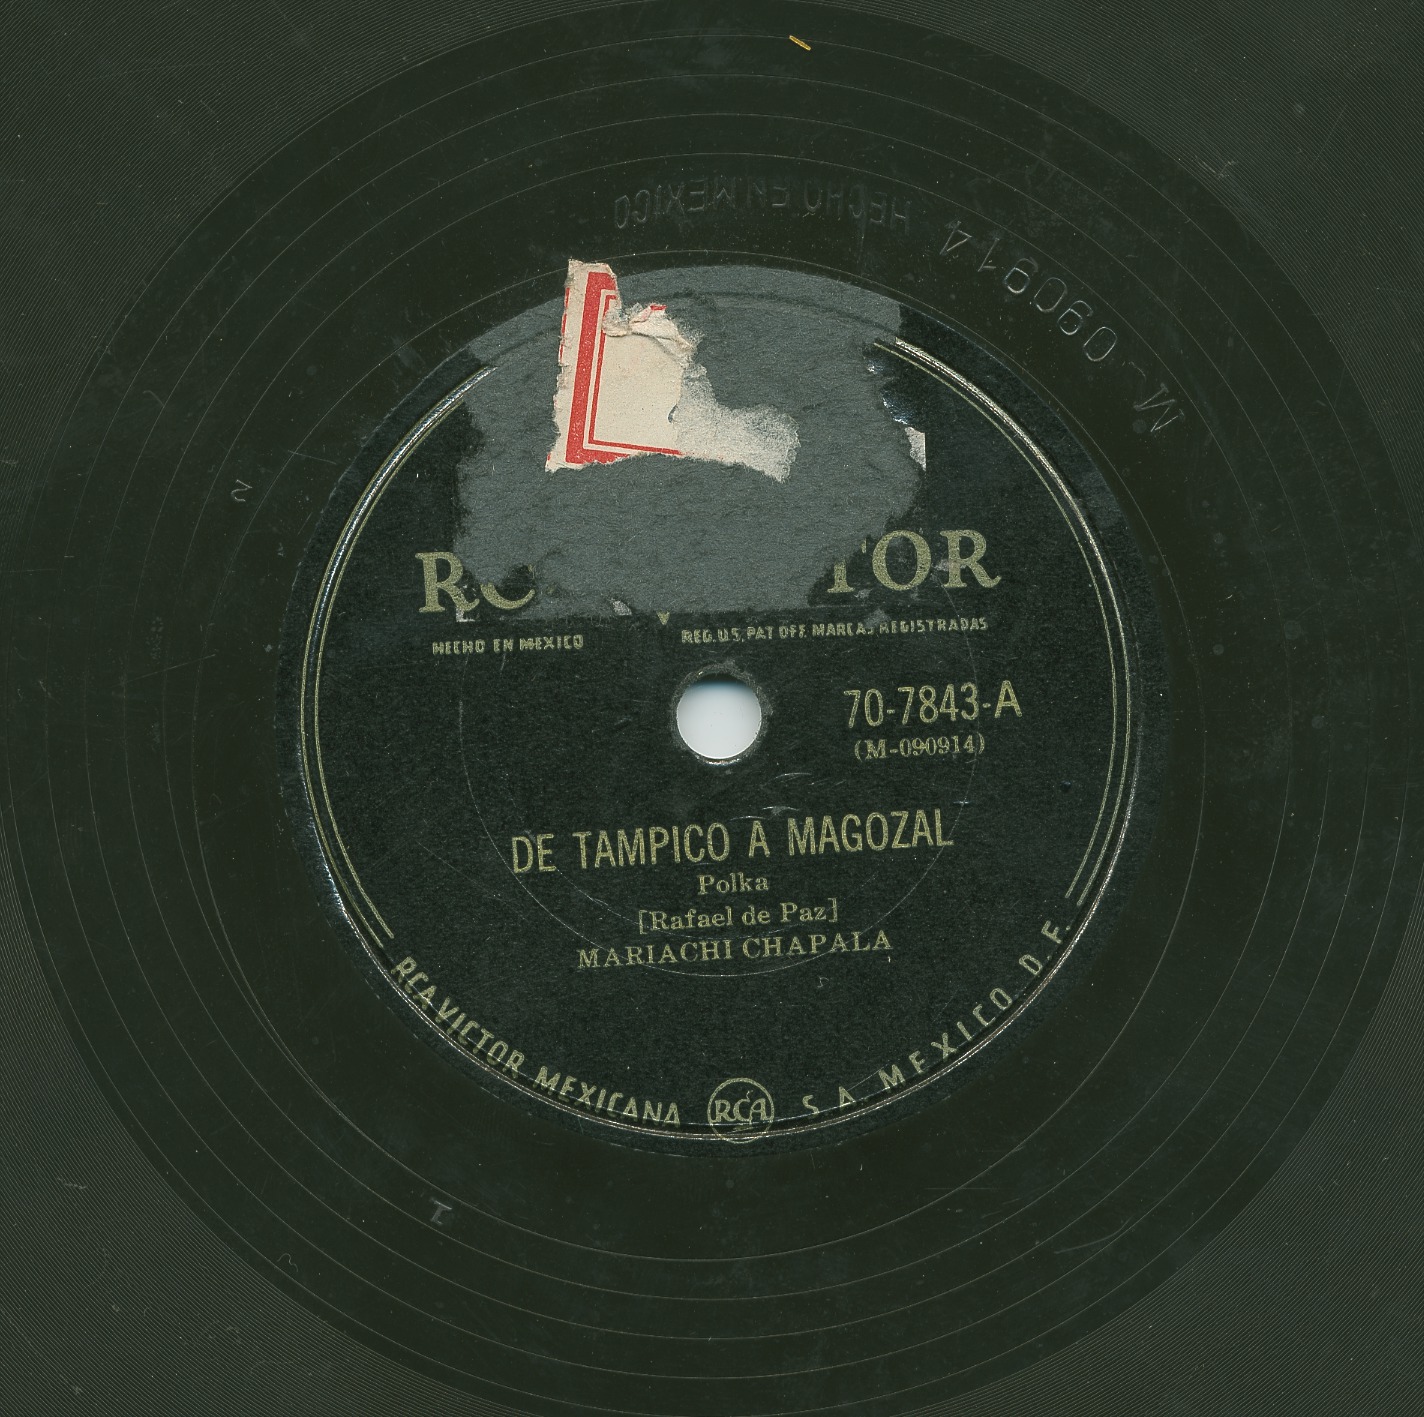 HECHO EN MEXICO
M-090914
HECHO EN MEXICO
REG. U.S. PAT OFF. MARCAS REGISTRADAS
70-7843-A
(M-090914)
DE TAMPICO A MAGOZAL
Polka
[Rafael de Paz]
MARIACHI CHAPALA
RCA VICTOR MEXICANA RCA S A MEXICO D. F.